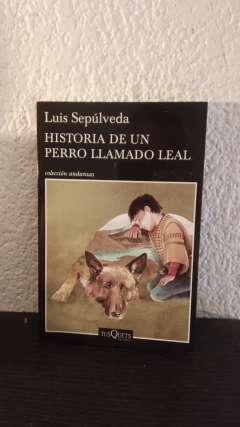 Luis Sepúlveda
HISTORIA DE UN
PERRO LLAMADO LEAL
colección andanzas
TUSQUETS